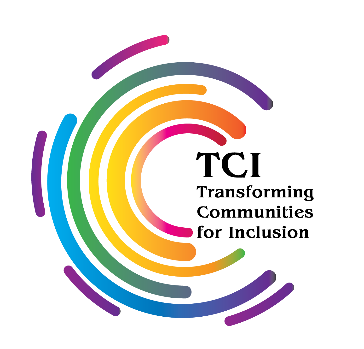 TCI
Transforming
Communities
for Inclusion